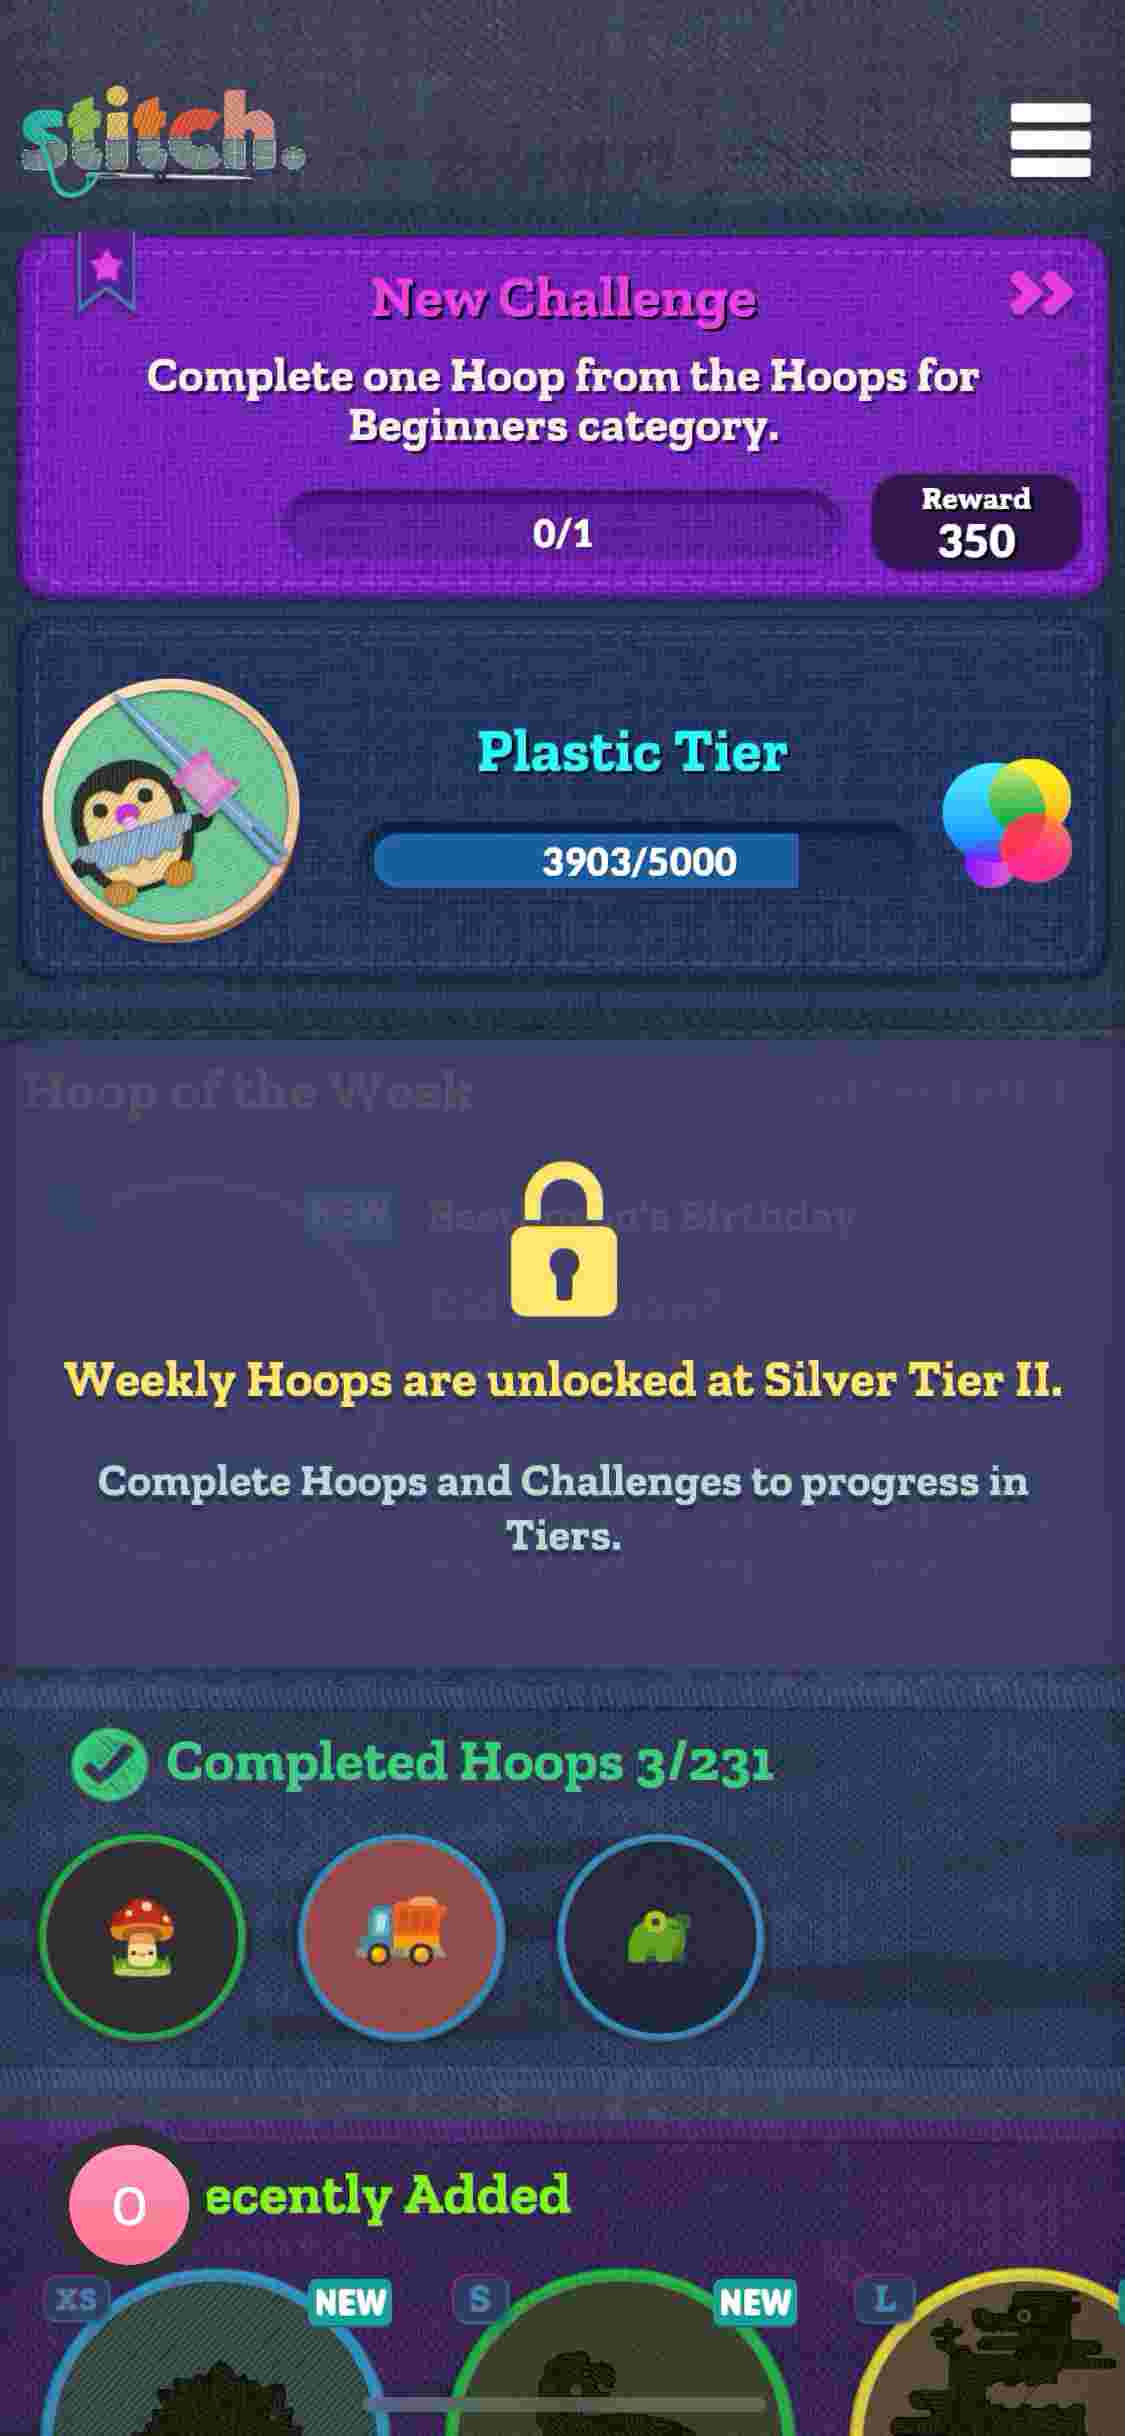 stitch.
New Challenge
Complete one Hoop from the Hoops for
Beginners category.
0/1
Reward
350
Plastic Tier
3903/5000
Hoop of the Week
NEW
Birthday
Weekly Hoops are unlocked at Silver Tier II.
Complete Hoops and Challenges to progress in
Tiers.
Completed Hoops 3/231
0
ecently Added
XS
NEW
S
NEW
L